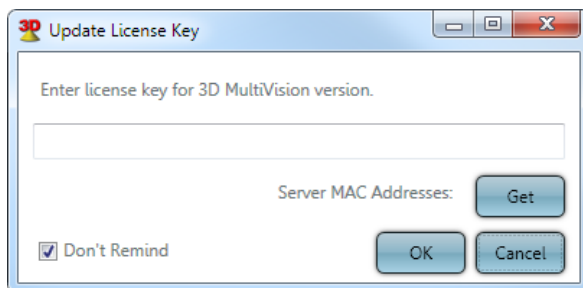 3D Update License Key
Enter license key for 3D MultiVision version.
Server MAC Addresses: Get
Don't Remind OK Cancel